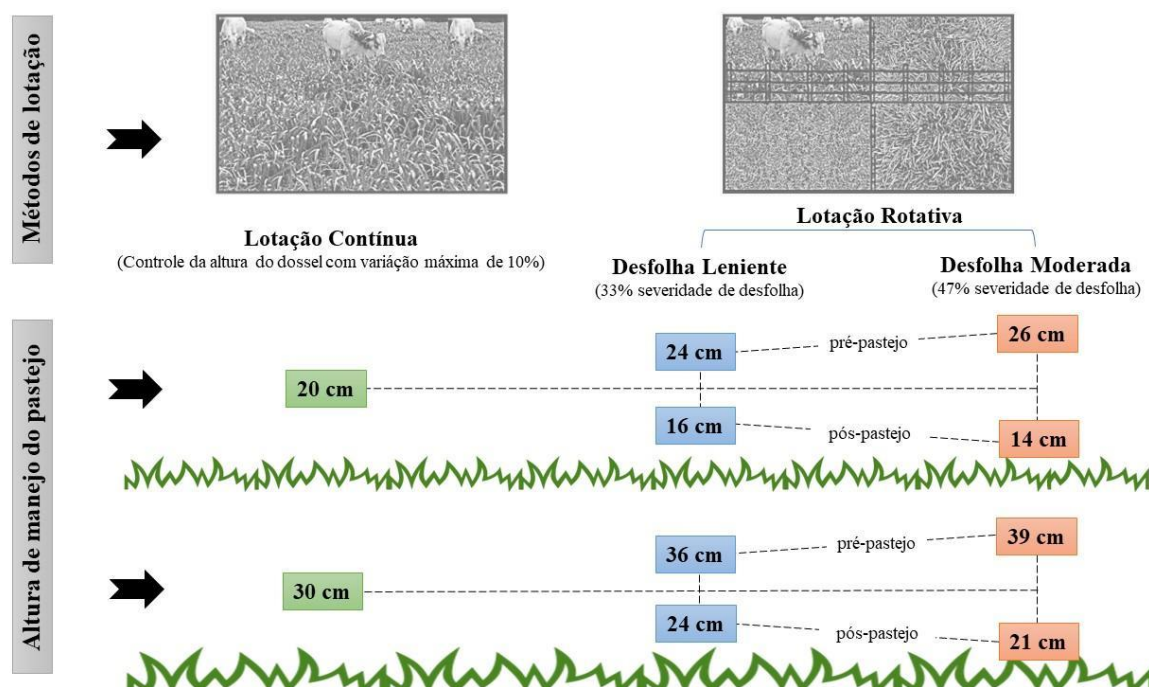 Métodos de lotação
Lotação Contínua
(Controle da altura do dossel com variáção máxima de 10%)
Lotação Rotativa
Desfolha Leniente
(33% severidade de desfolha)
Desfolha Moderada
(47% severidade de desfolha)
Altura de manejo do pastejo
20 cm
24 cm
pré-pastejo
26 cm
16 cm
pós-pastejo
14 cm
30 cm
36 cm
pré-pastejo
39 cm
24 cm
pós-pastejo
21 cm